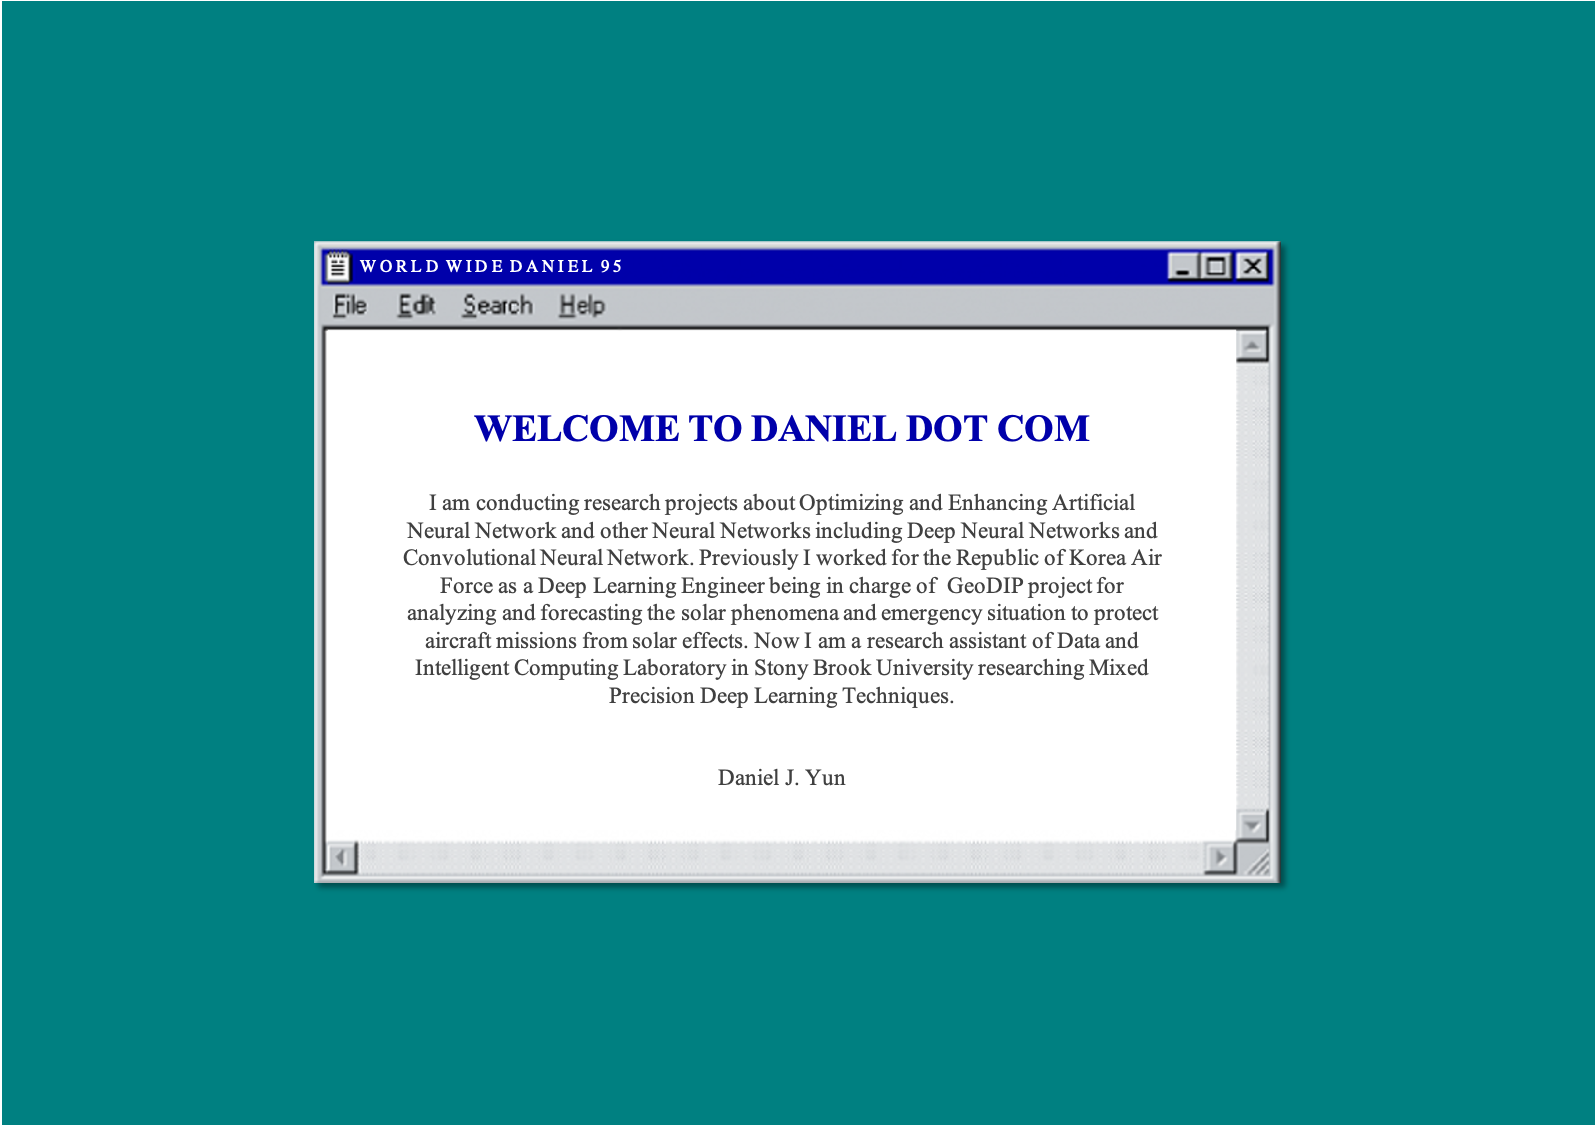 WORLD WIDE DANIEL 95
File Edit Search Help
WELCOME TO DANIEL DOT COM
I am conducting research projects about Optimizing and Enhancing Artificial
Neural Network and other Neural Networks including Deep Neural Networks and
Convolutional Neural Network. Previously I worked for the Republic of Korea Air
Force as a Deep Learning Engineer being in charge of  GeoDIP project for
analyzing and forecasting the solar phenomena and emergency situation to protect
aircraft missions from solar effects. Now I am a research assistant of Data and
Intelligent Computing Laboratory in Stony Brook University researching Mixed
Precision Deep Learning Techniques.
Daniel J. Yun